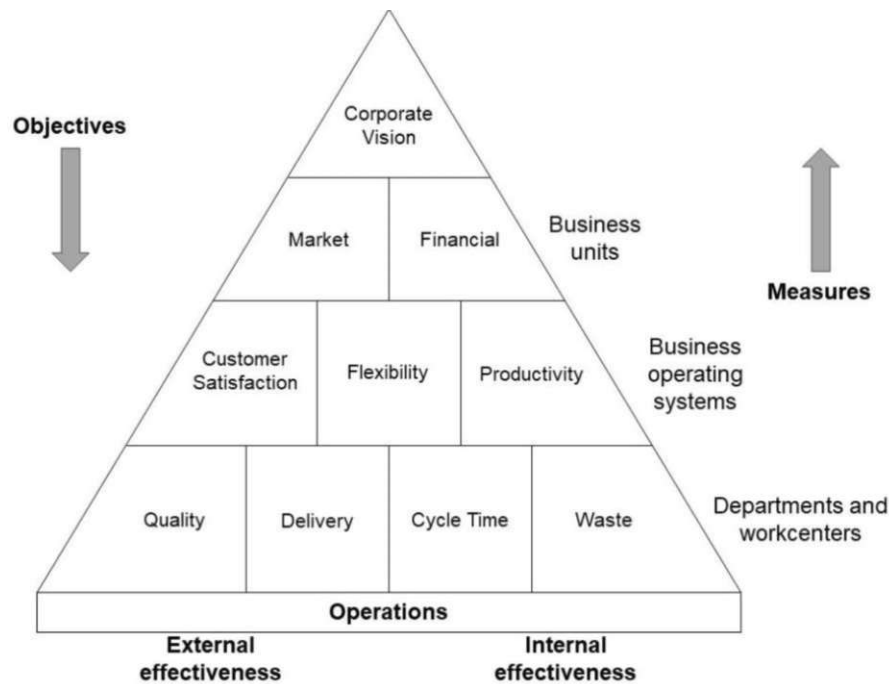 Corporate
Vision
Objectives
Market
Financial
Business
units
Measures
Customer
Satisfaction
Flexibility
Productivity
Business
operating
systems
Quality
Delivery
Cycle Time
Waste
Departments and
workcenters
Operations
External
effectiveness
Internal
effectiveness